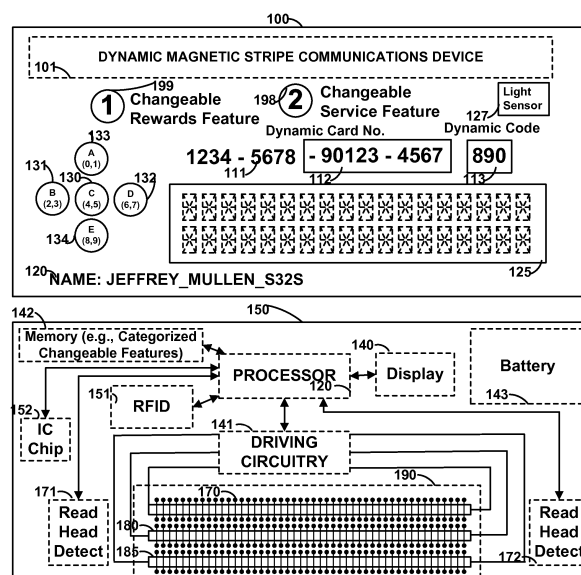 100
DYNAMIC MAGNETIC STRIPE COMMUNICATIONS DEVICE
101
199
1 Changeable
Rewards Feature
198
2 Changeable
Service Feature
127
Light
Sensor
133
A
(0,1)
131
130
132
B
(2,3)
C
(4,5)
D
(6,7)
134
E
(8,9)
Dynamic Card No.
Dynamic Code
1234 - 5678 - 90123 - 4567
890
111
112
113
125
120
NAME: JEFFREY_MULLEN_S32S
142
150
Memory (e.g., Categorized
Changeable Features)
140
PROCESSOR
120
Display
Battery
143
151
RFID
152
IC
Chip
141
DRIVING
CIRCUITRY
171
190
170
Read
Head
Detect
180
185
Read
Head
Detect
172